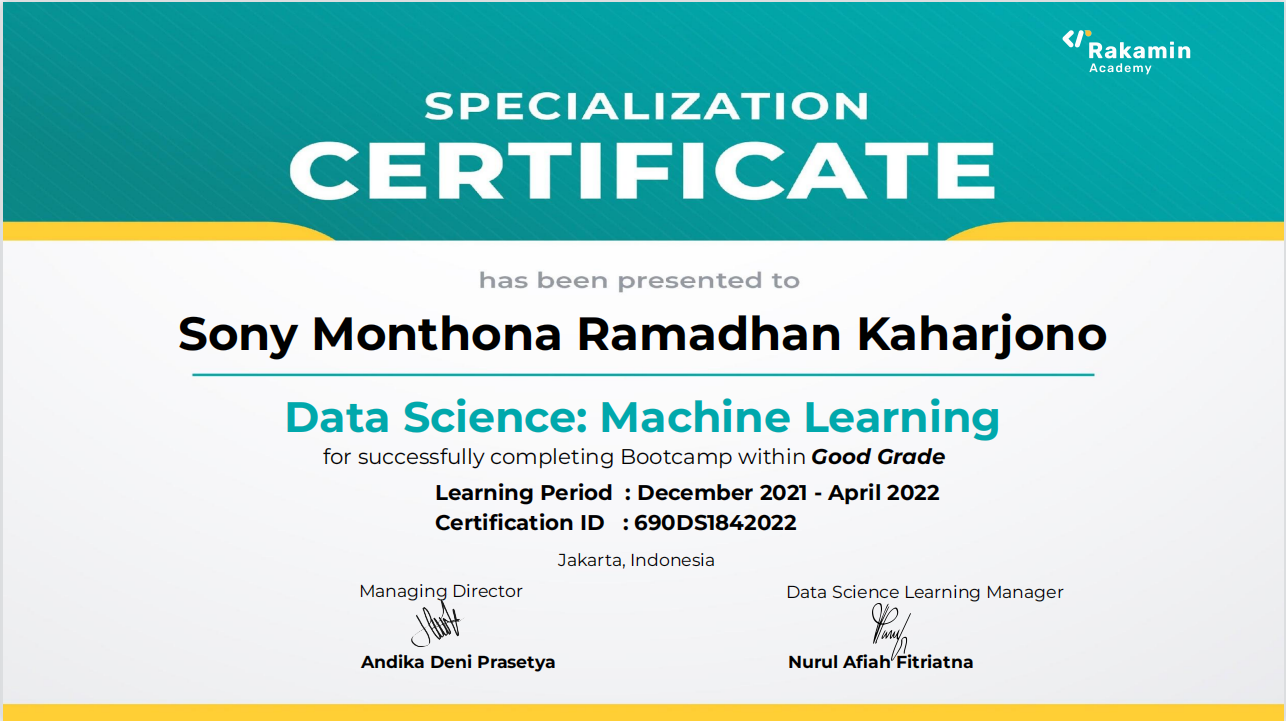 Rakamin
Academy
SPECIALIZATION
CERTIFICATE
has been presented to
Sony Monthona Ramadhan Kaharjono
Data Science: Machine Learning
for successfully completing Bootcamp within Good Grade
Learning Period : December 2021 - April 2022
Certification ID : 690DS1842022
Jakarta, Indonesia
Managing Director
Data Science Learning Manager
Andika Deni Prasetya
Nurul Afiah Fitriatna